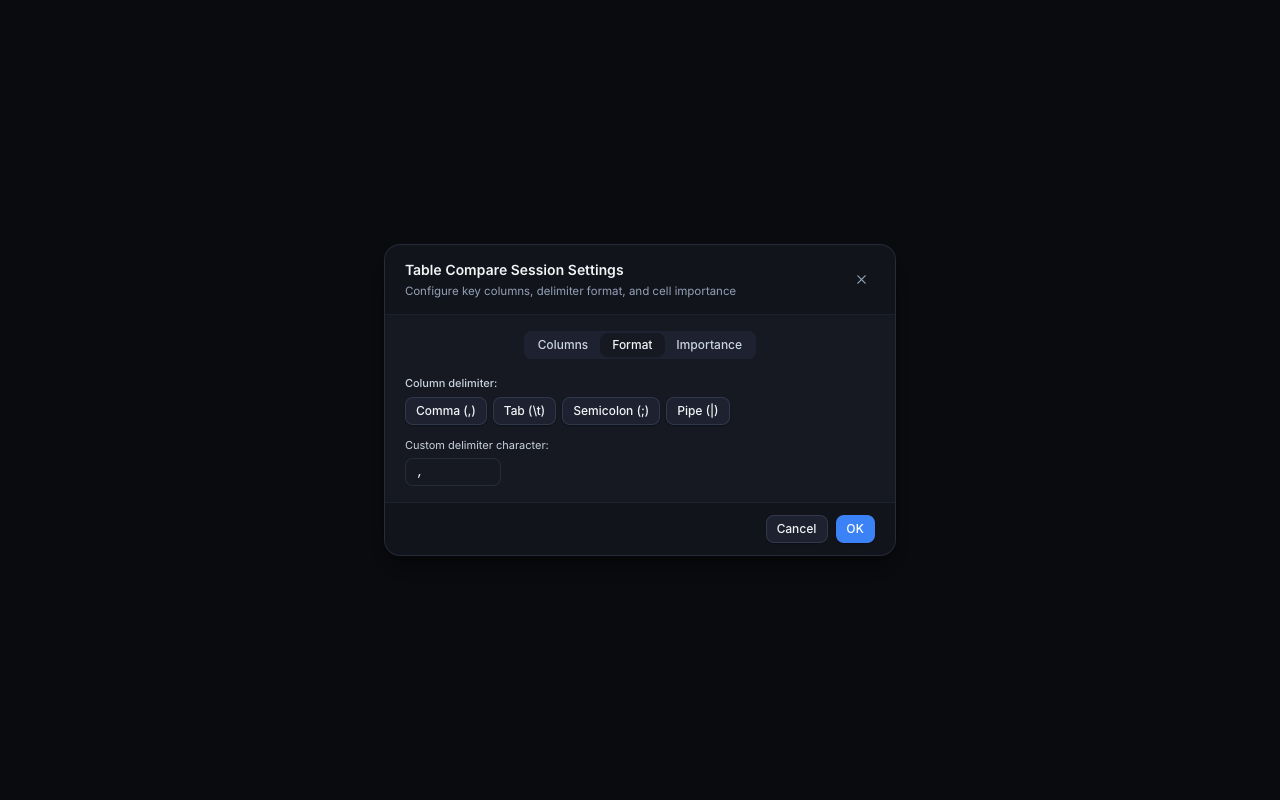 Table Compare Session Settings
Configure key columns, delimiter format, and cell importance
Columns Format Importance
Column delimiter:
Comma (,) Tab (\t) Semicolon (;) Pipe (|)
Custom delimiter character:
,
Cancel OK